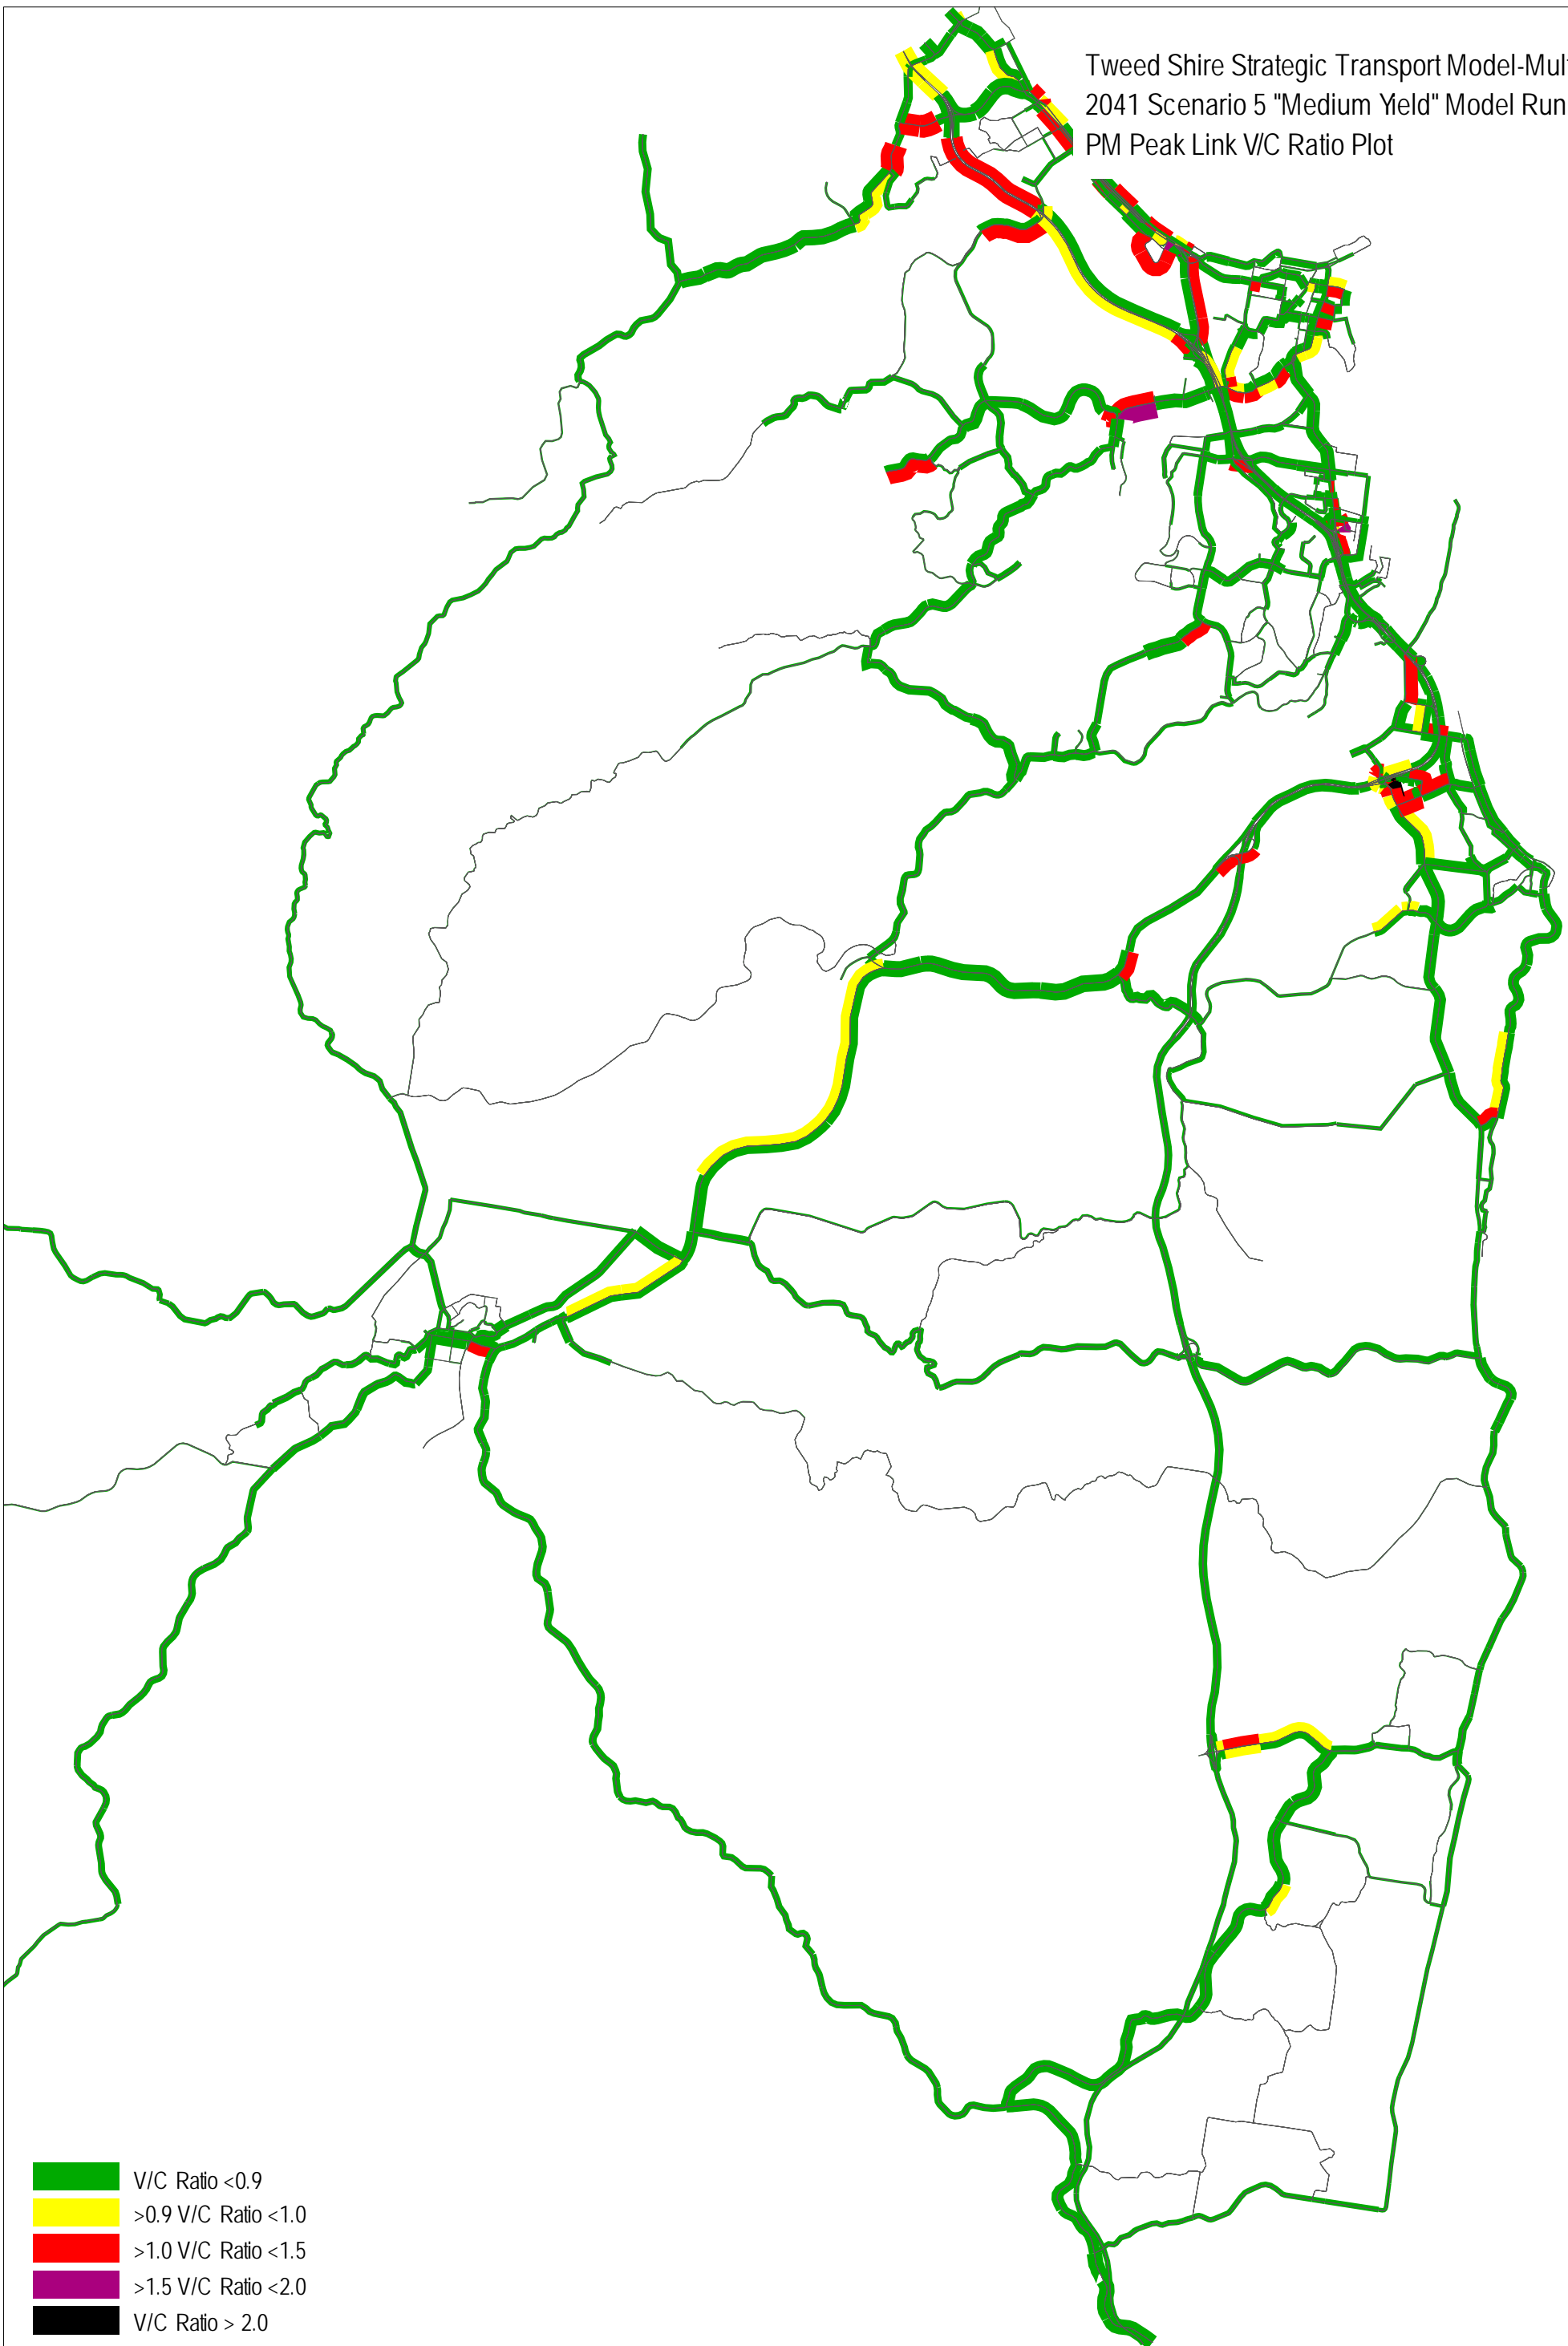 Tweed Shire Strategic Transport Model-Mul
2041 Scenario 5 "Medium Yield" Model Run
PM Peak Link V/C Ratio Plot
V/C Ratio <0.9
>0.9 V/C Ratio <1.0
>1.0 V/C Ratio <1.5
>1.5 V/C Ratio <2.0
V/C Ratio > 2.0